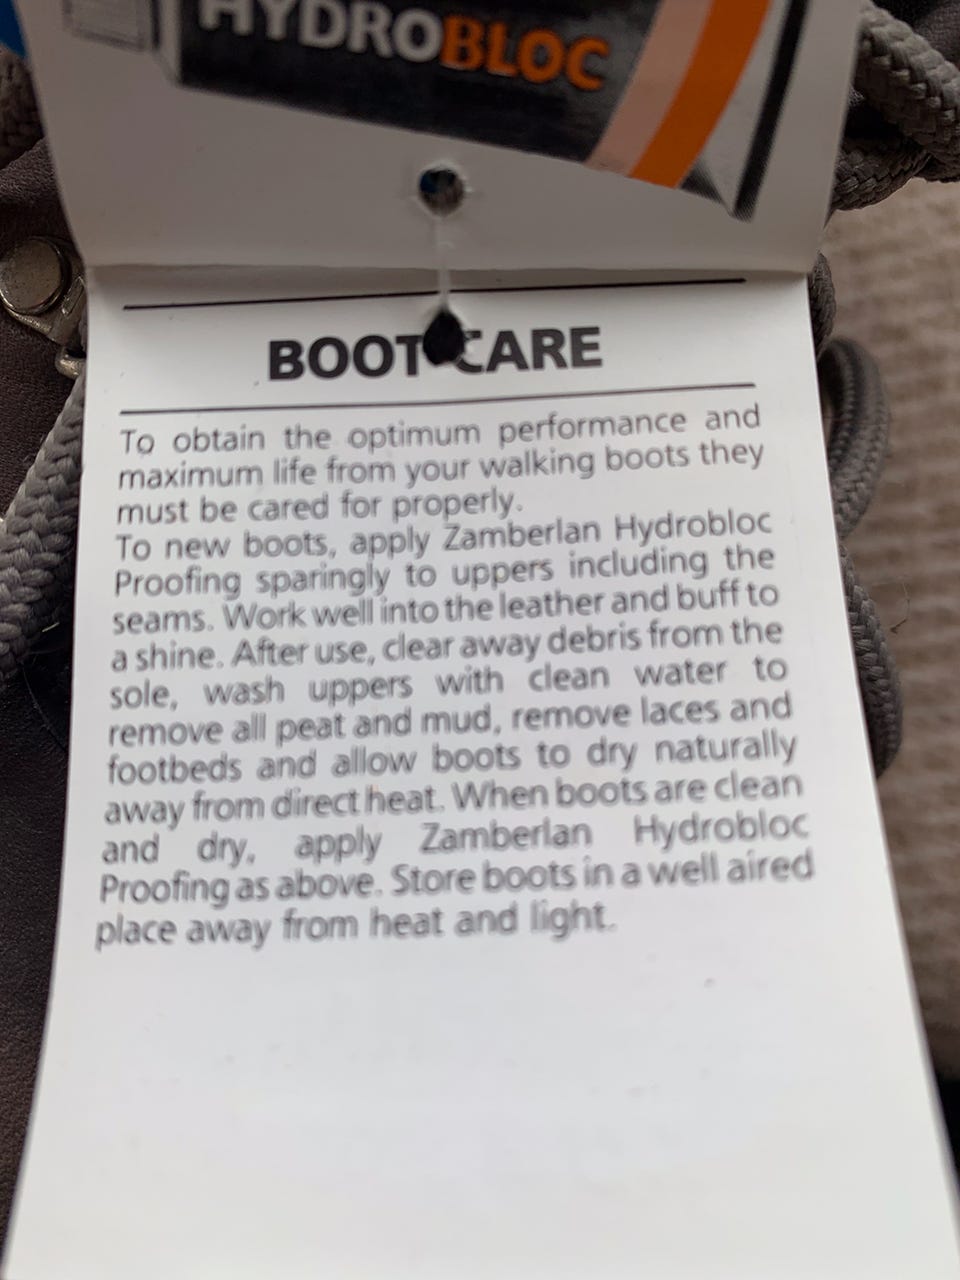 HYDROBLOC
BOOT CARE
To obtain the optimum performance and
maximum life from your walking boots they
must be cared for properly.
To new boots, apply Zamberlan Hydrobloc
Proofing sparingly to uppers including the
seams. Work well into the leather and buff to
a shine. After use, clear away debris from the
sole, wash uppers with clean water to
remove all peat and mud, remove laces and
footbeds and allow boots to dry naturally
away from direct heat. When boots are clean
and dry, apply Zamberlan Hydrobloc
Proofing as above. Store boots in a well aired
place away from heat and light.